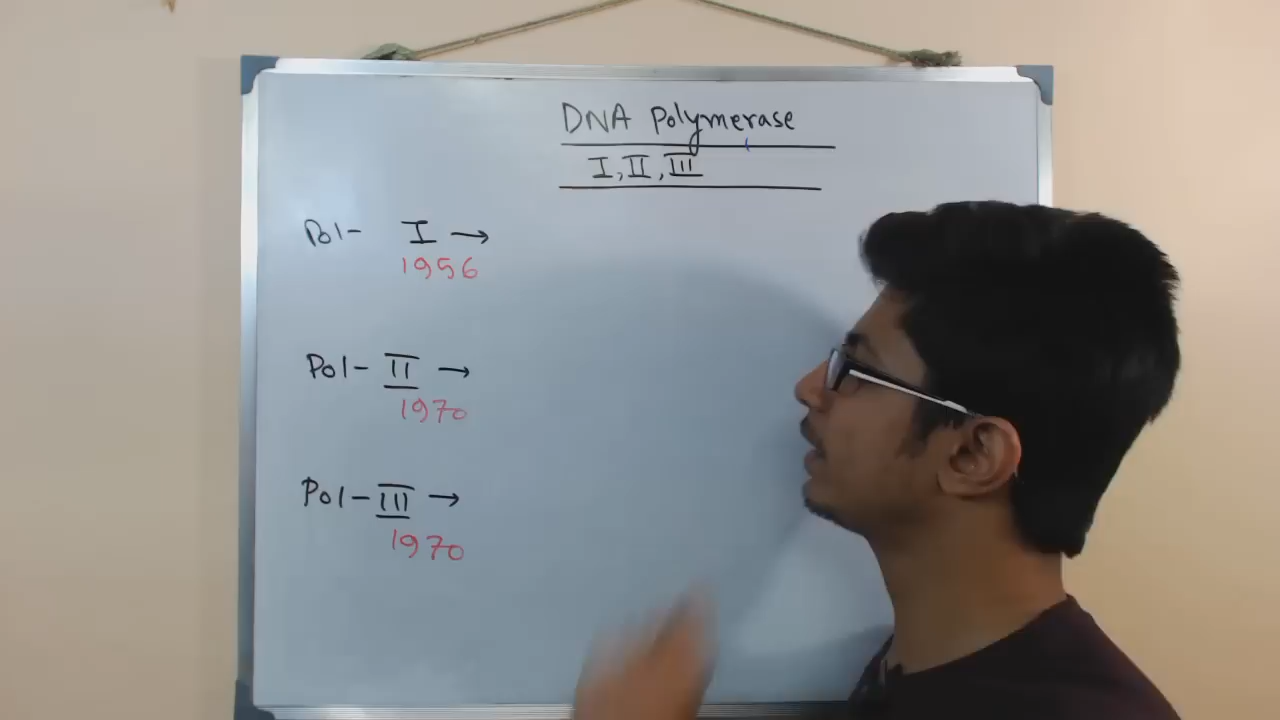 DNA Polymerase
I, II, III
Pol- I →
1956
Pol- II →
1970
Pol- III →
1970